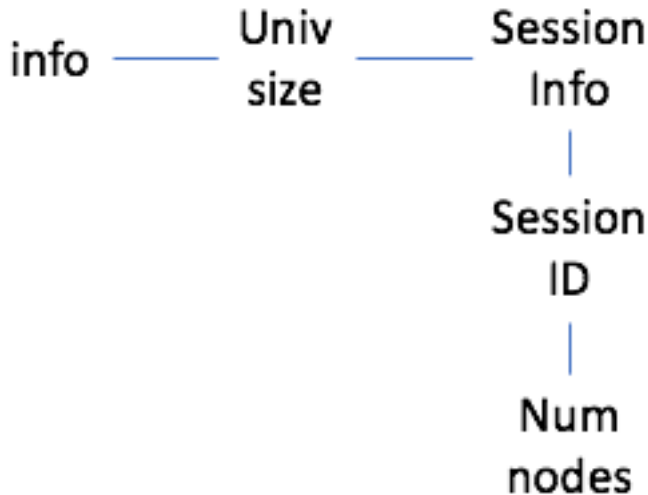 info
Univ
size
Session
Info
Session
ID
Num
nodes